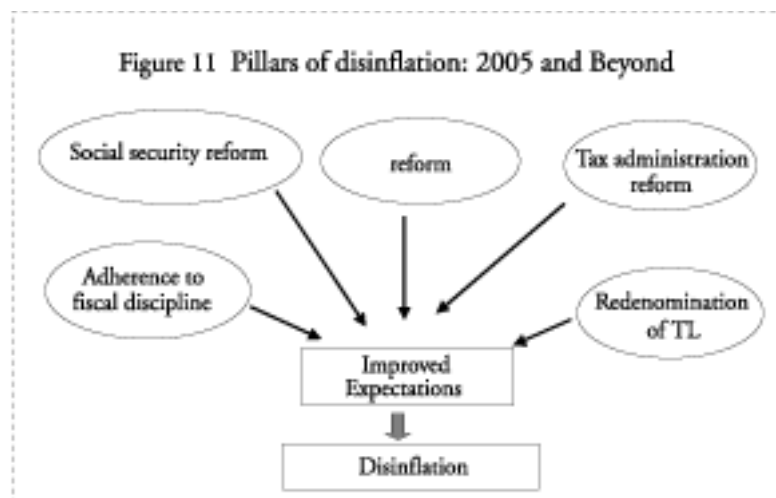 Figure 11 Pillars of disinflation: 2005 and Beyond
Social security reform
reform
Tax administration
reform
Adherence to
fiscal discipline
Redenomination
of TL
Improved
Expectations
Disinflation